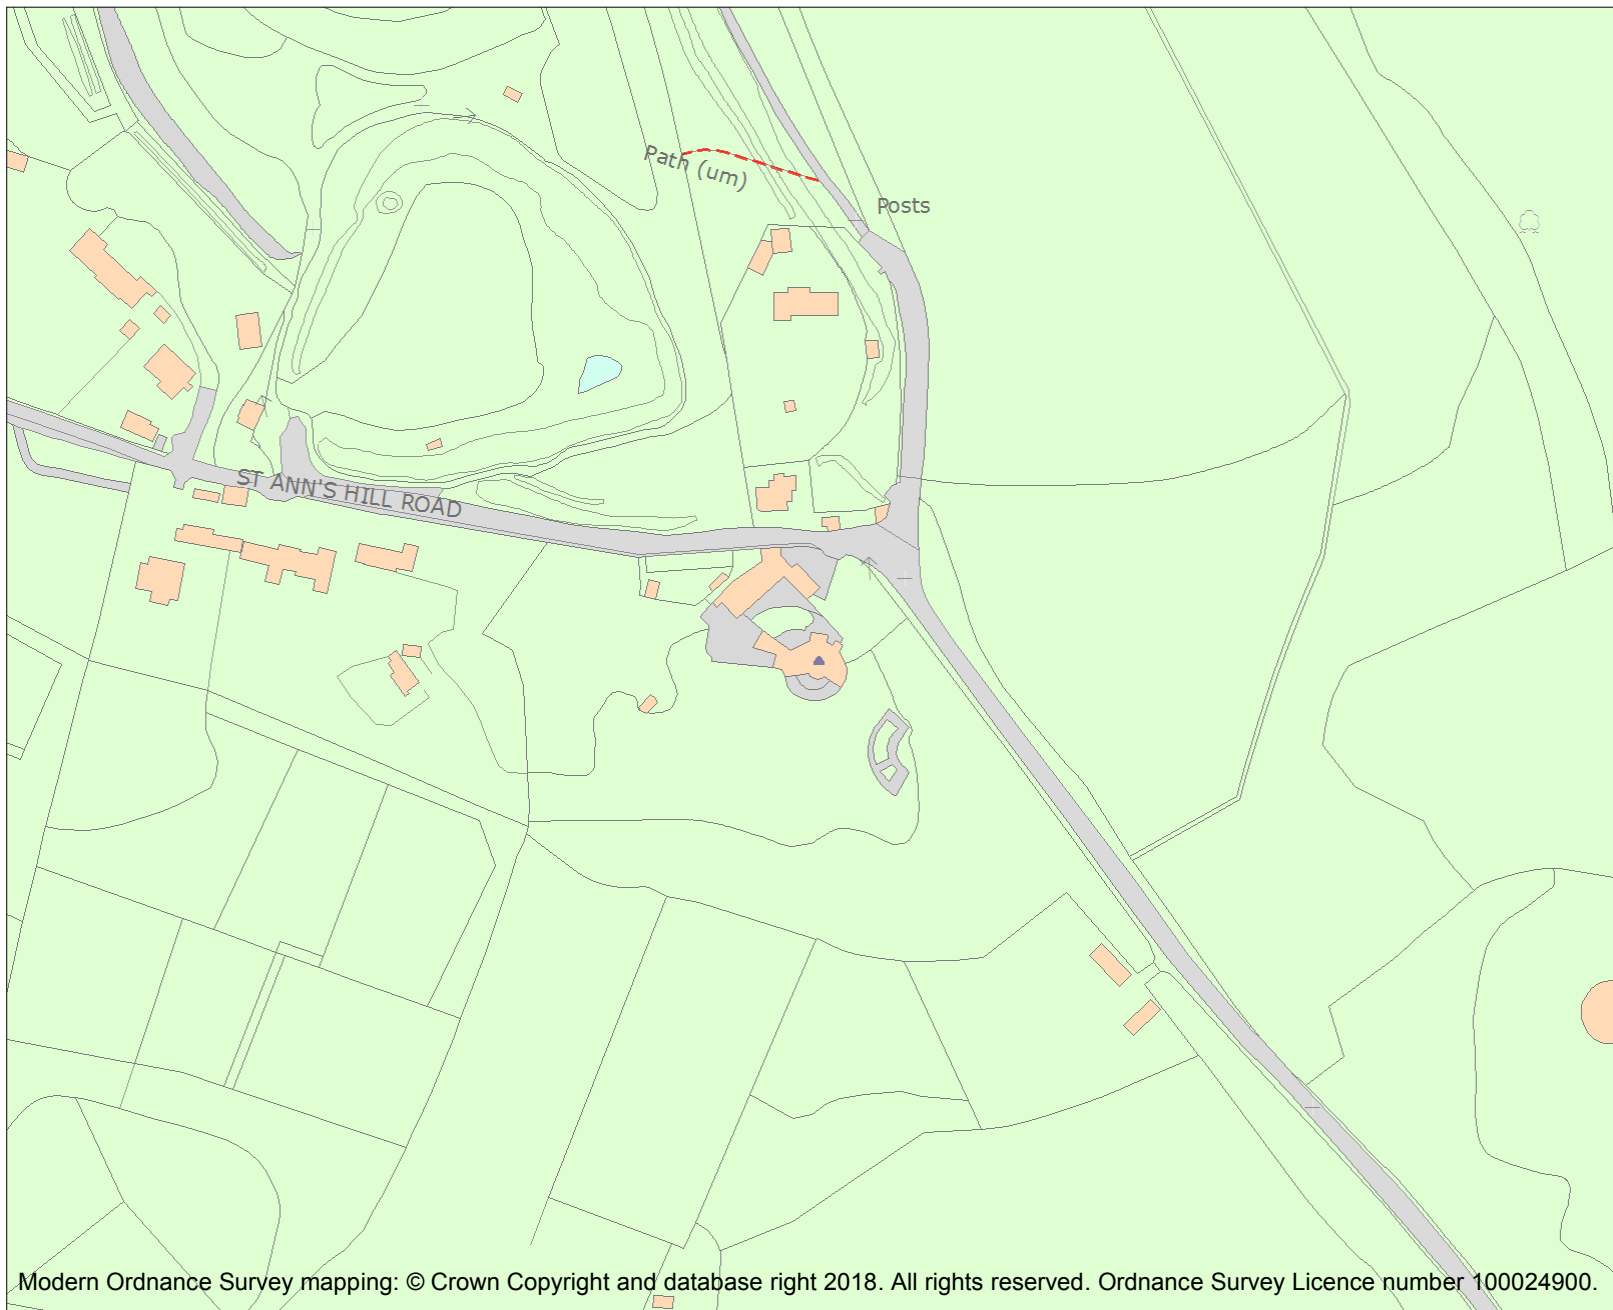 Path (um)
Posts
ST ANN'S HILL ROAD
Modern Ordnance Survey mapping: © Crown Copyright and database right 2018. All rights reserved. Ordnance Survey Licence number 100024900.